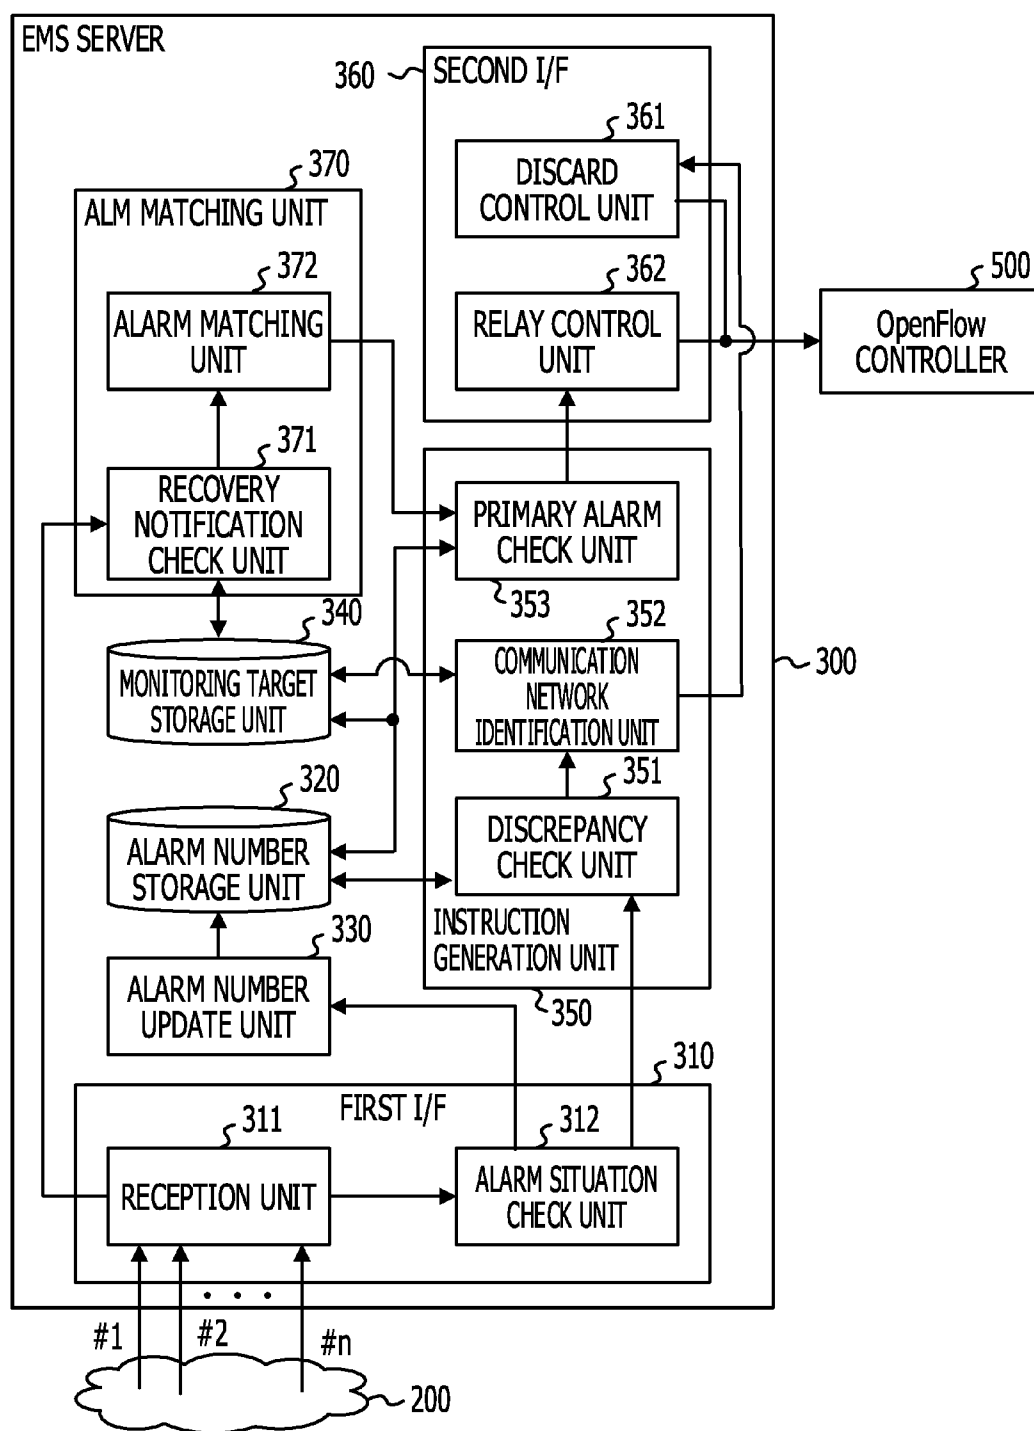 EMS SERVER
360
SECOND I/F
361
DISCARD
CONTROL UNIT
370
ALM MATCHING UNIT
372
ALARM MATCHING
UNIT
362
RELAY CONTROL
UNIT
500
OpenFlow
CONTROLLER
371
RECOVERY
NOTIFICATION
CHECK UNIT
PRIMARY ALARM
CHECK UNIT
353
340
MONITORING TARGET
STORAGE UNIT
352
COMMUNICATION
NETWORK
IDENTIFICATION UNIT
300
320
ALARM NUMBER
STORAGE UNIT
351
DISCREPANCY
CHECK UNIT
INSTRUCTION
GENERATION UNIT
350
330
ALARM NUMBER
UPDATE UNIT
310
FIRST I/F
311
RECEPTION UNIT
312
ALARM SITUATION
CHECK UNIT
• • •
#1
#2
#n
200